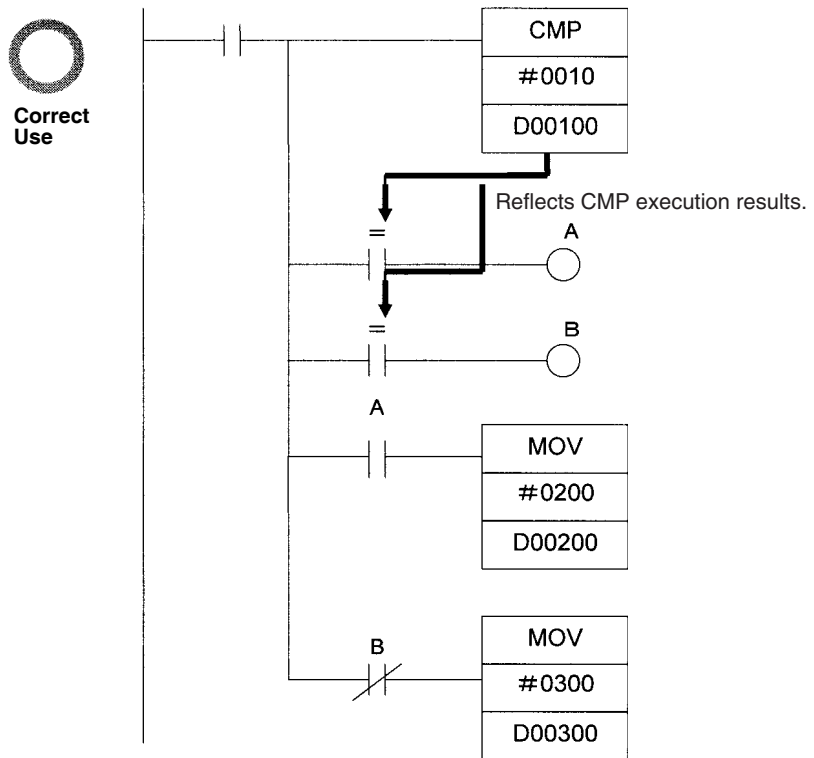 CMP
#0010
Correct
Use
D00100
Reflects CMP execution results.
=
A
=
B
A
MOV
#0200
D00200
B
MOV
#0300
D00300